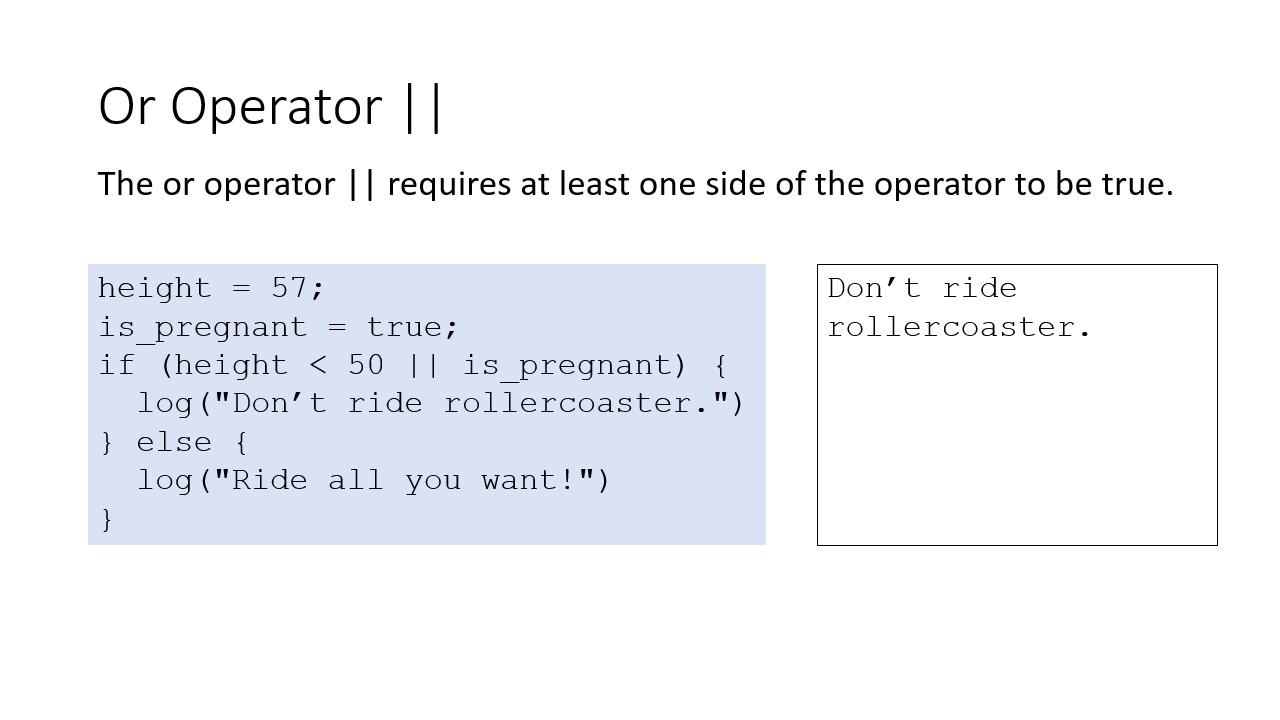 Or Operator ||
The or operator || requires at least one side of the operator to be true.
height = 57;
is_pregnant = true;
if (height < 50 || is_pregnant) {
  log("Don’t ride rollercoaster.")
} else {
  log("Ride all you want!")
}
Don’t ride
rollercoaster.